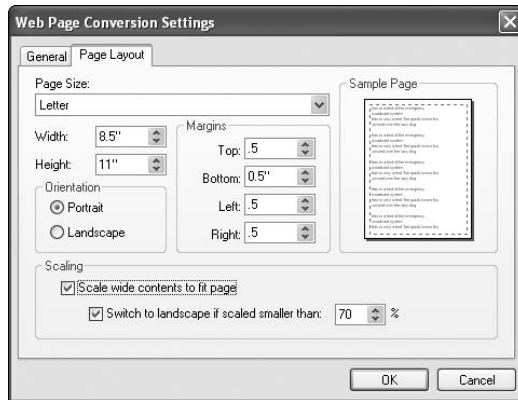 Web Page Conversion Settings
General Page Layout
Page Size:
Letter
Width: 8.5"
Height: 11"
Orientation
Portrait
Landscape
Margins
Top: .5
Bottom: 0.5"
Left: .5
Right: .5
Sample Page
Scaling
Scale wide contents to fit page
Switch to landscape if scaled smaller than: 70 %
OK Cancel